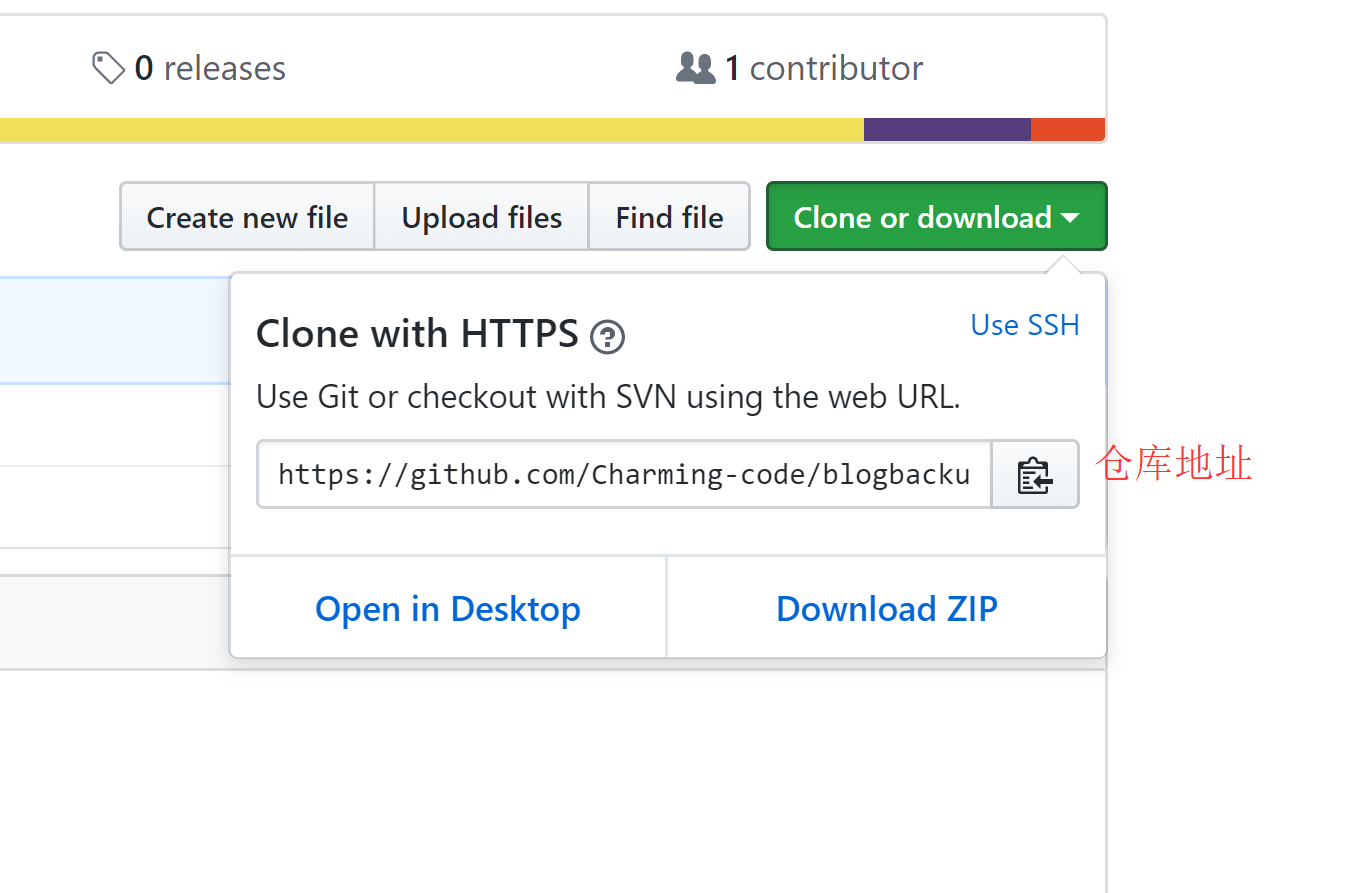 0 releases
1 contributor
Create new file
Upload files
Find file
Clone or download
Clone with HTTPS
Use SSH
Use Git or checkout with SVN using the web URL.
https://github.com/Charming-code/blogbacku
仓库地址
Open in Desktop
Download ZIP